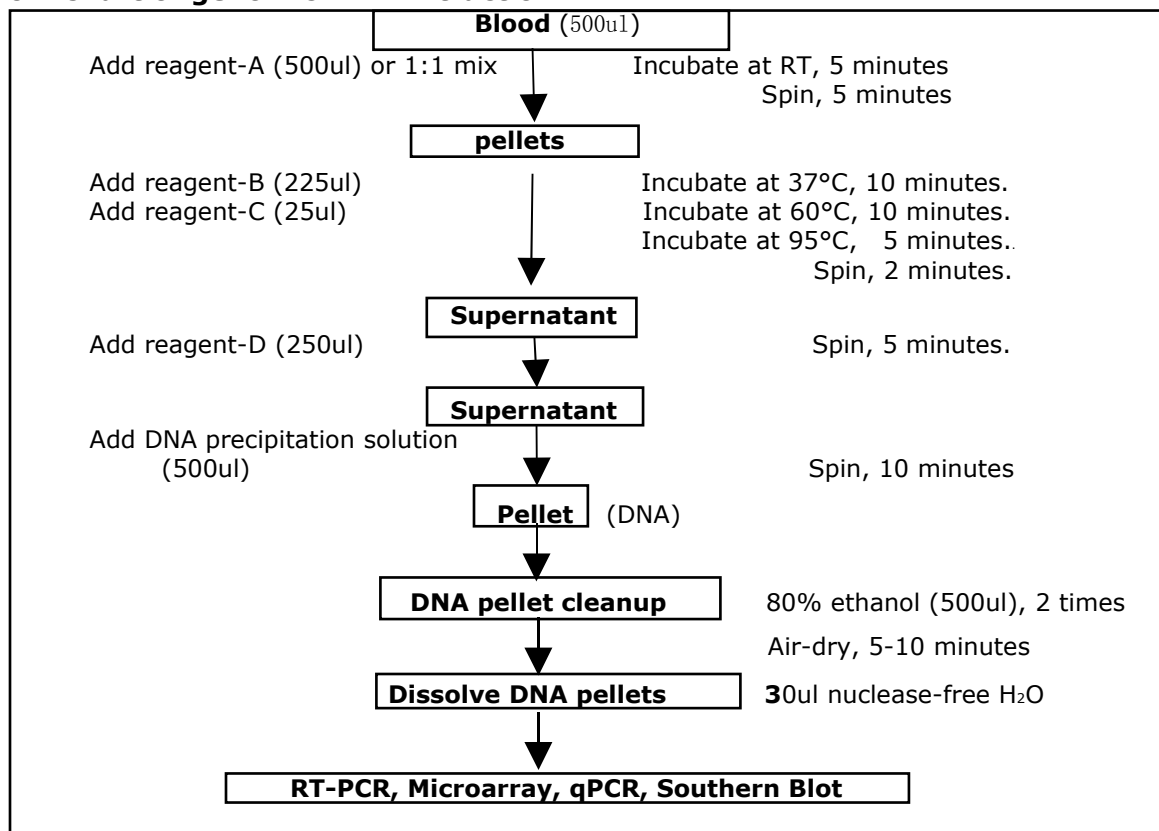 Blood (500ul)
Add reagent-A (500ul) or 1:1 mix Incubate at RT, 5 minutes
Spin, 5 minutes
pellets
Add reagent-B (225ul) Incubate at 37°C, 10 minutes.
Add reagent-C (25ul) Incubate at 60°C, 10 minutes.
Incubate at 95°C, 5 minutes..
Spin, 2 minutes.
Supernatant
Add reagent-D (250ul) Spin, 5 minutes.
Supernatant
Add DNA precipitation solution
(500ul) Spin, 10 minutes
Pellet (DNA)
DNA pellet cleanup 80% ethanol (500ul), 2 times
Air-dry, 5-10 minutes
Dissolve DNA pellets 30ul nuclease-free H₂O
RT-PCR, Microarray, qPCR, Southern Blot